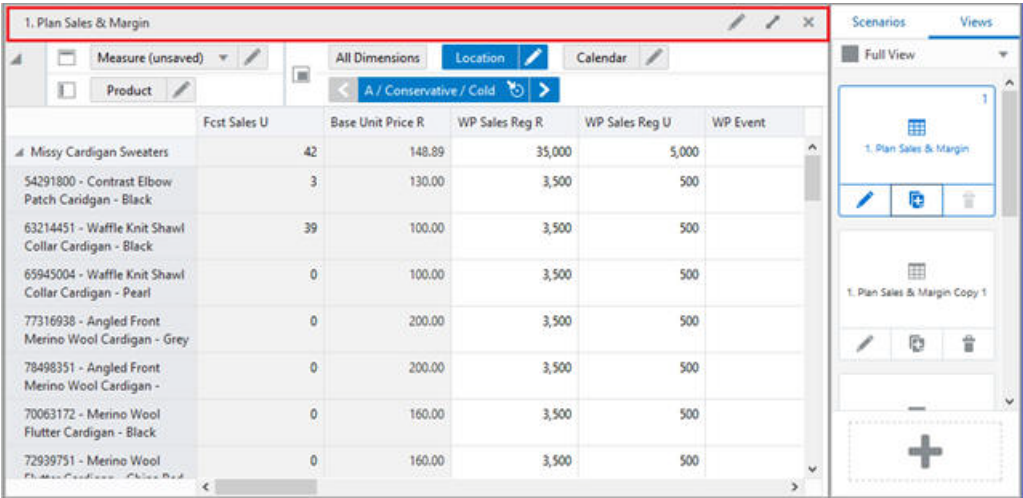 1. Plan Sales & Margin
Scenarios Views
Measure (unsaved) All Dimensions Location Calendar
Full View
Product A / Conservative / Cold
Fcst Sales U Base Unit Price R WP Sales Reg R WP Sales Reg U WP Event
Missy Cardigan Sweaters 42 148.89 35,000 5,000
54291800 - Contrast Elbow 3 130.00 3,500 500
Patch Caridgan - Black
63214451 - Waffle Knit Shawl 39 100.00 3,500 500
Collar Cardigan - Black
65945004 - Waffle Knit Shawl 0 100.00 3,500 500
Collar Cardigan - Pearl
77316938 - Angled Front 0 200.00 3,500 500
Merino Wool Cardigan - Grey
78498351 - Angled Front 0 200.00 3,500 500
Merino Wool Cardigan -
70063172 - Merino Wool 0 160.00 3,500 500
Flutter Cardigan - Black
72939751 - Merino Wool 0 160.00 3,500 500
1
1. Plan Sales & Margin
1. Plan Sales & Margin Copy 1